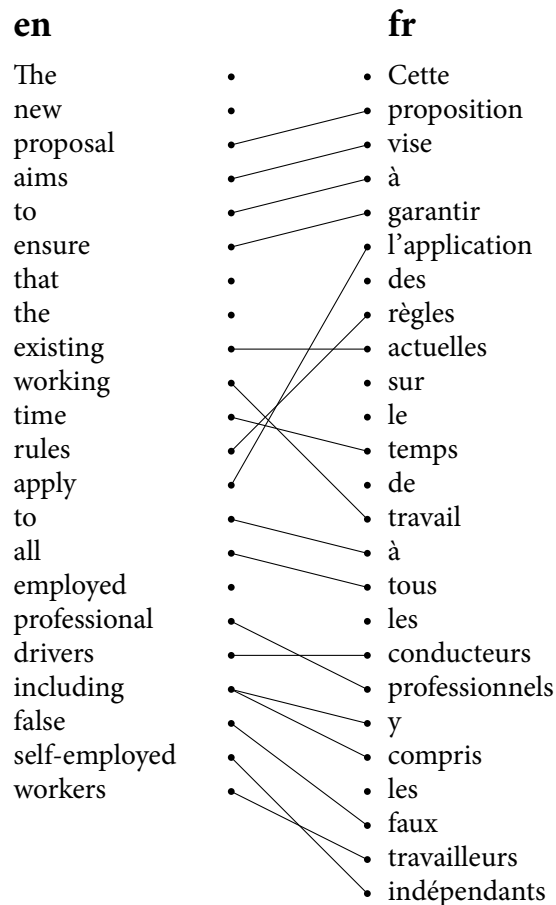 en fr
The Cette
new proposition
proposal vise
aims à
to garantir
ensure l'application
that des
the règles
existing actuelles
working sur
time le
rules temps
apply de
to travail
all à
employed tous
professional les
drivers conducteurs
including professionnels
false y
self-employed compris
workers les
faux
travailleurs
indépendants